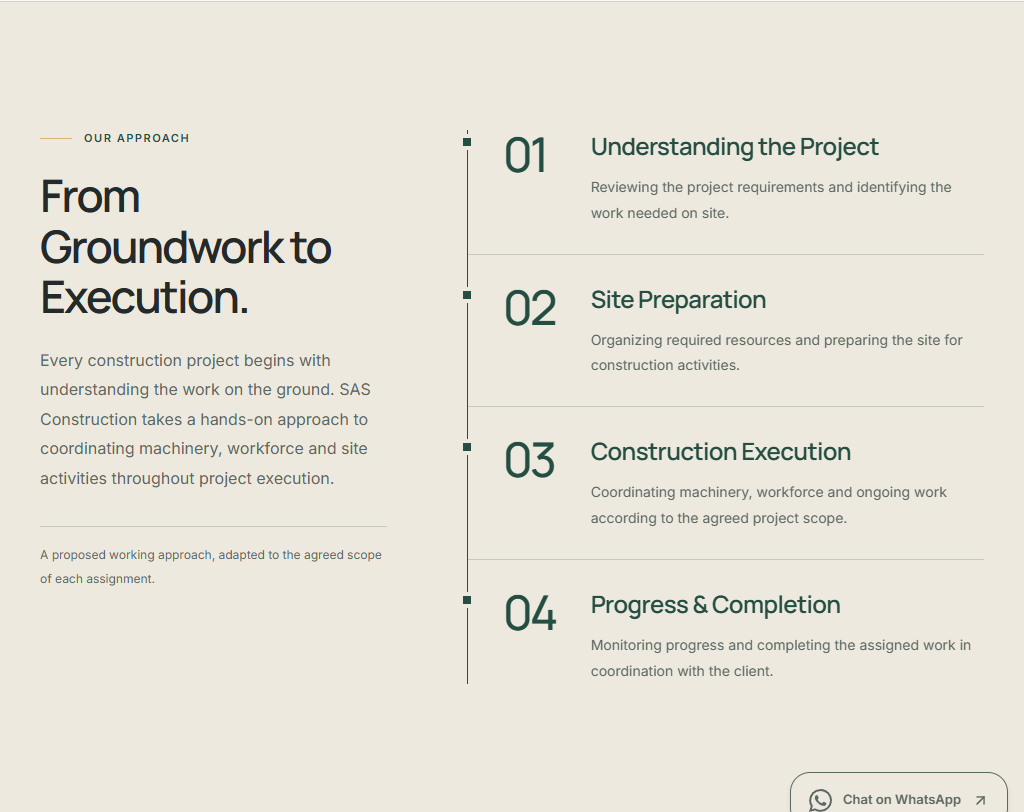 OUR APPROACH
From
Groundwork to
Execution.
Every construction project begins with
understanding the work on the ground. SAS
Construction takes a hands-on approach to
coordinating machinery, workforce and site
activities throughout project execution.
A proposed working approach, adapted to the agreed scope
of each assignment.
01
Understanding the Project
Reviewing the project requirements and identifying the
work needed on site.
02
Site Preparation
Organizing required resources and preparing the site for
construction activities.
03
Construction Execution
Coordinating machinery, workforce and ongoing work
according to the agreed project scope.
04
Progress & Completion
Monitoring progress and completing the assigned work in
coordination with the client.
Chat on WhatsApp